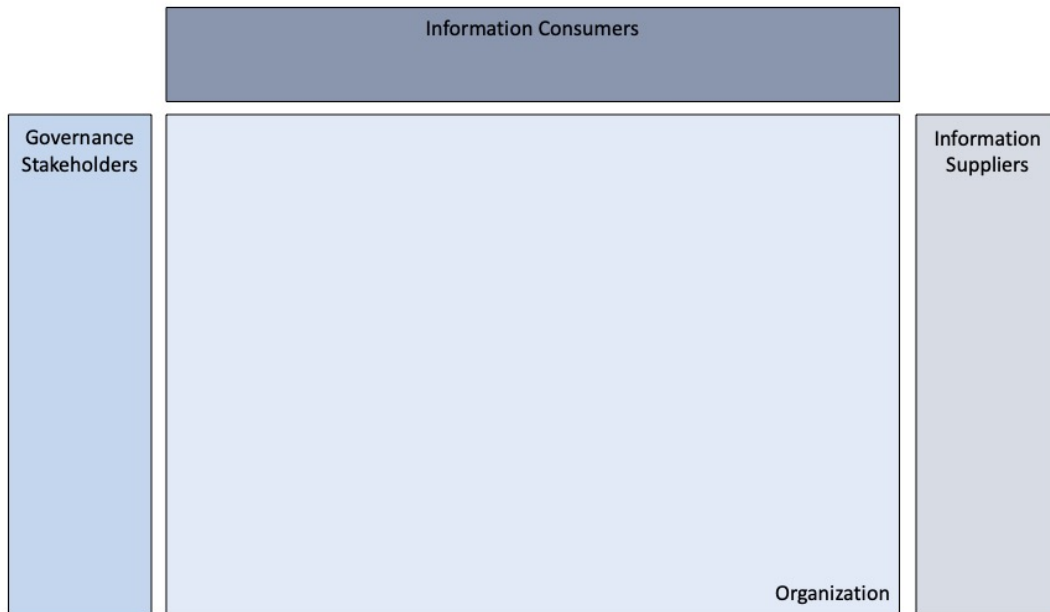 Information Consumers
Governance
Stakeholders
Information
Suppliers
Organization